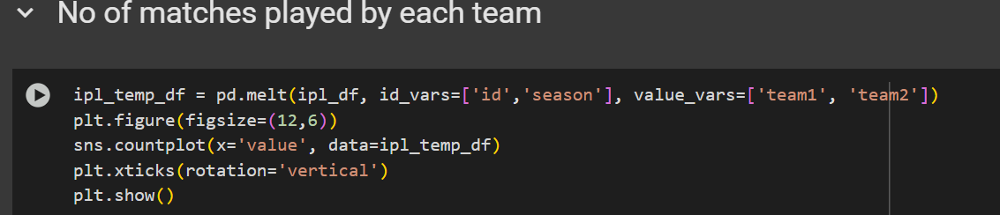 No of matches played by each team
ipl_temp_df = pd.melt(ipl_df, id_vars=['id','season'], value_vars=['team1', 'team2'])
plt.figure(figsize=(12,6))
sns.countplot(x='value', data=ipl_temp_df)
plt.xticks(rotation='vertical')
plt.show()